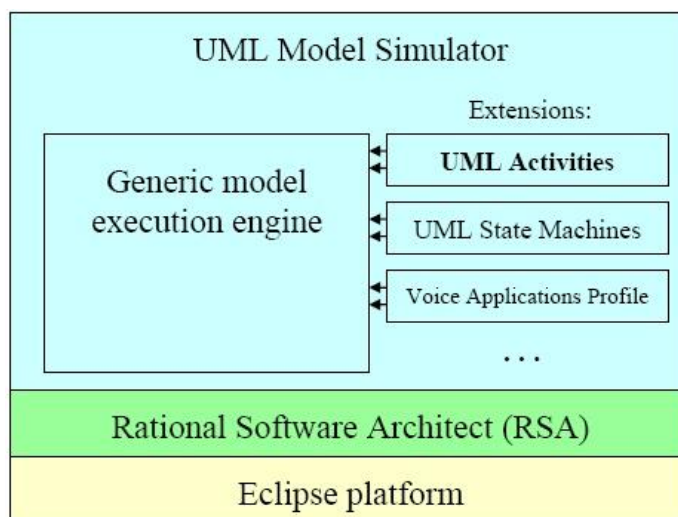 UML Model Simulator
Extensions:
Generic model
execution engine
UML Activities
UML State Machines
Voice Applications Profile
...
Rational Software Architect (RSA)
Eclipse platform